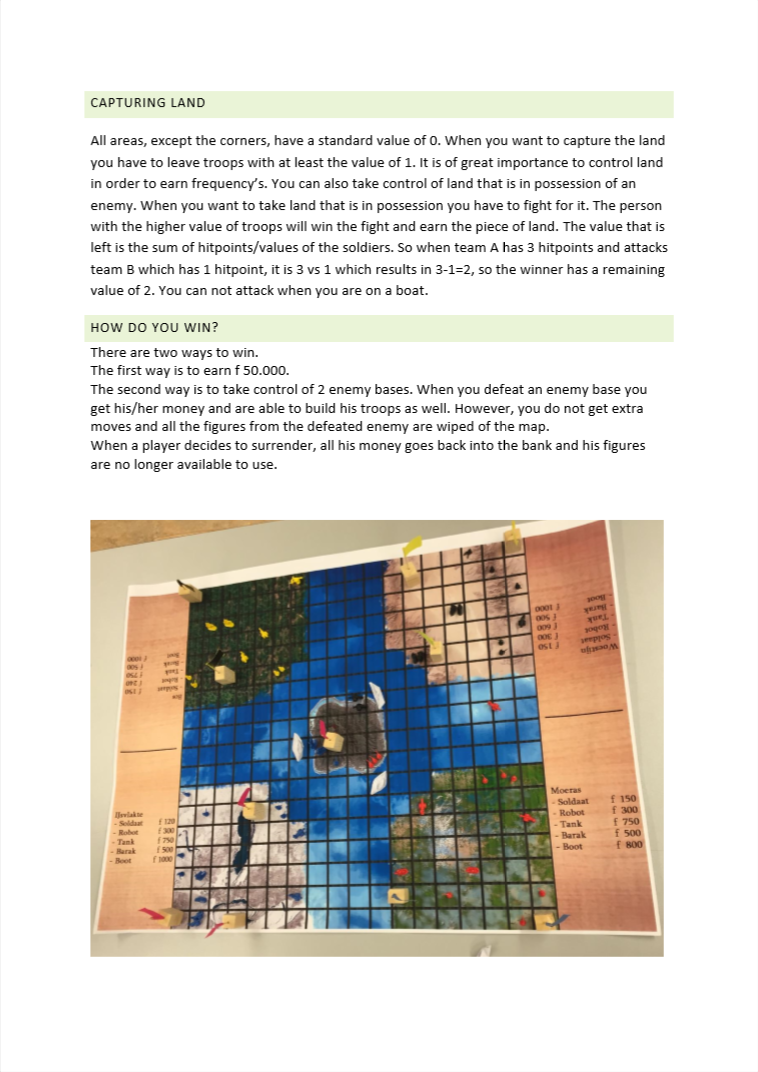 CAPTURING LAND
All areas, except the corners, have a standard value of 0. When you want to capture the land
you have to leave troops with at least the value of 1. It is of great importance to control land
in order to earn frequency's. You can also take control of land that is in possession of an
enemy. When you want to take land that is in possession you have to fight for it. The person
with the higher value of troops will win the fight and earn the piece of land. The value that is
left is the sum of hitpoints/values of the soldiers. So when team A has 3 hitpoints and attacks
team B which has 1 hitpoint, it is 3 vs 1 which results in 3-1=2, so the winner has a remaining
value of 2. You can not attack when you are on a boat.
HOW DO YOU WIN?
There are two ways to win.
The first way is to earn f 50.000.
The second way is to take control of 2 enemy bases. When you defeat an enemy base you
get his/her money and are able to build his troops as well. However, you do not get extra
moves and all the figures from the defeated enemy are wiped of the map.
When a player decides to surrender, all his money goes back into the bank and his figures
are no longer available to use.
Woestijn f 150
- Soldaat f 300
- Robot f 600
- Tank f 500
- Barak f 1000
- Boot
IJsvlakte
- Soldaat f 120
- Robot f 300
- Tank f 750
- Barak f 500
- Boot f 1000
Moeras
- Soldaat f 150
- Robot f 300
- Tank f 750
- Barak f 500
- Boot f 800